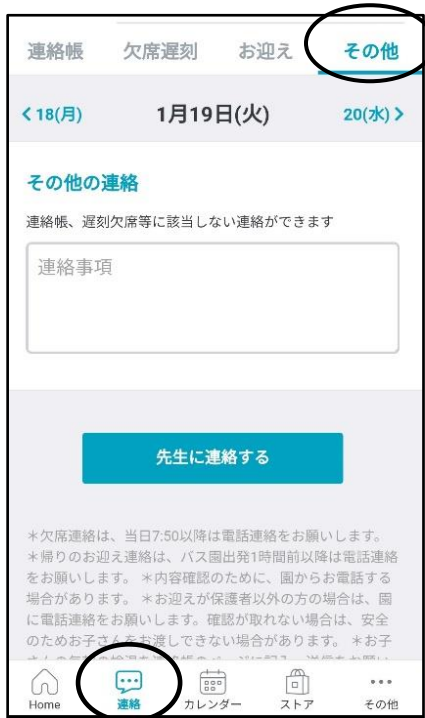 連絡帳 欠席遅刻 お迎え その他
18(月) 1月19日(火) 20(水)
その他の連絡
連絡帳、遅刻欠席等に該当しない連絡ができます
連絡事項
先生に連絡する
＊欠席連絡は、当日7:50以降は電話連絡をお願いします。
＊帰りのお迎え連絡は、バス園出発1時間前以降は電話連絡
をお願いします。 ＊内容確認のために、園からお電話する
場合があります。 ＊お迎えが保護者以外の方の場合は、園
に電話連絡をお願いします。確認が取れない場合は、安全
のためお子さんをお渡しできない場合があります。 ＊お子
Home 連絡 カレンダー ストア その他